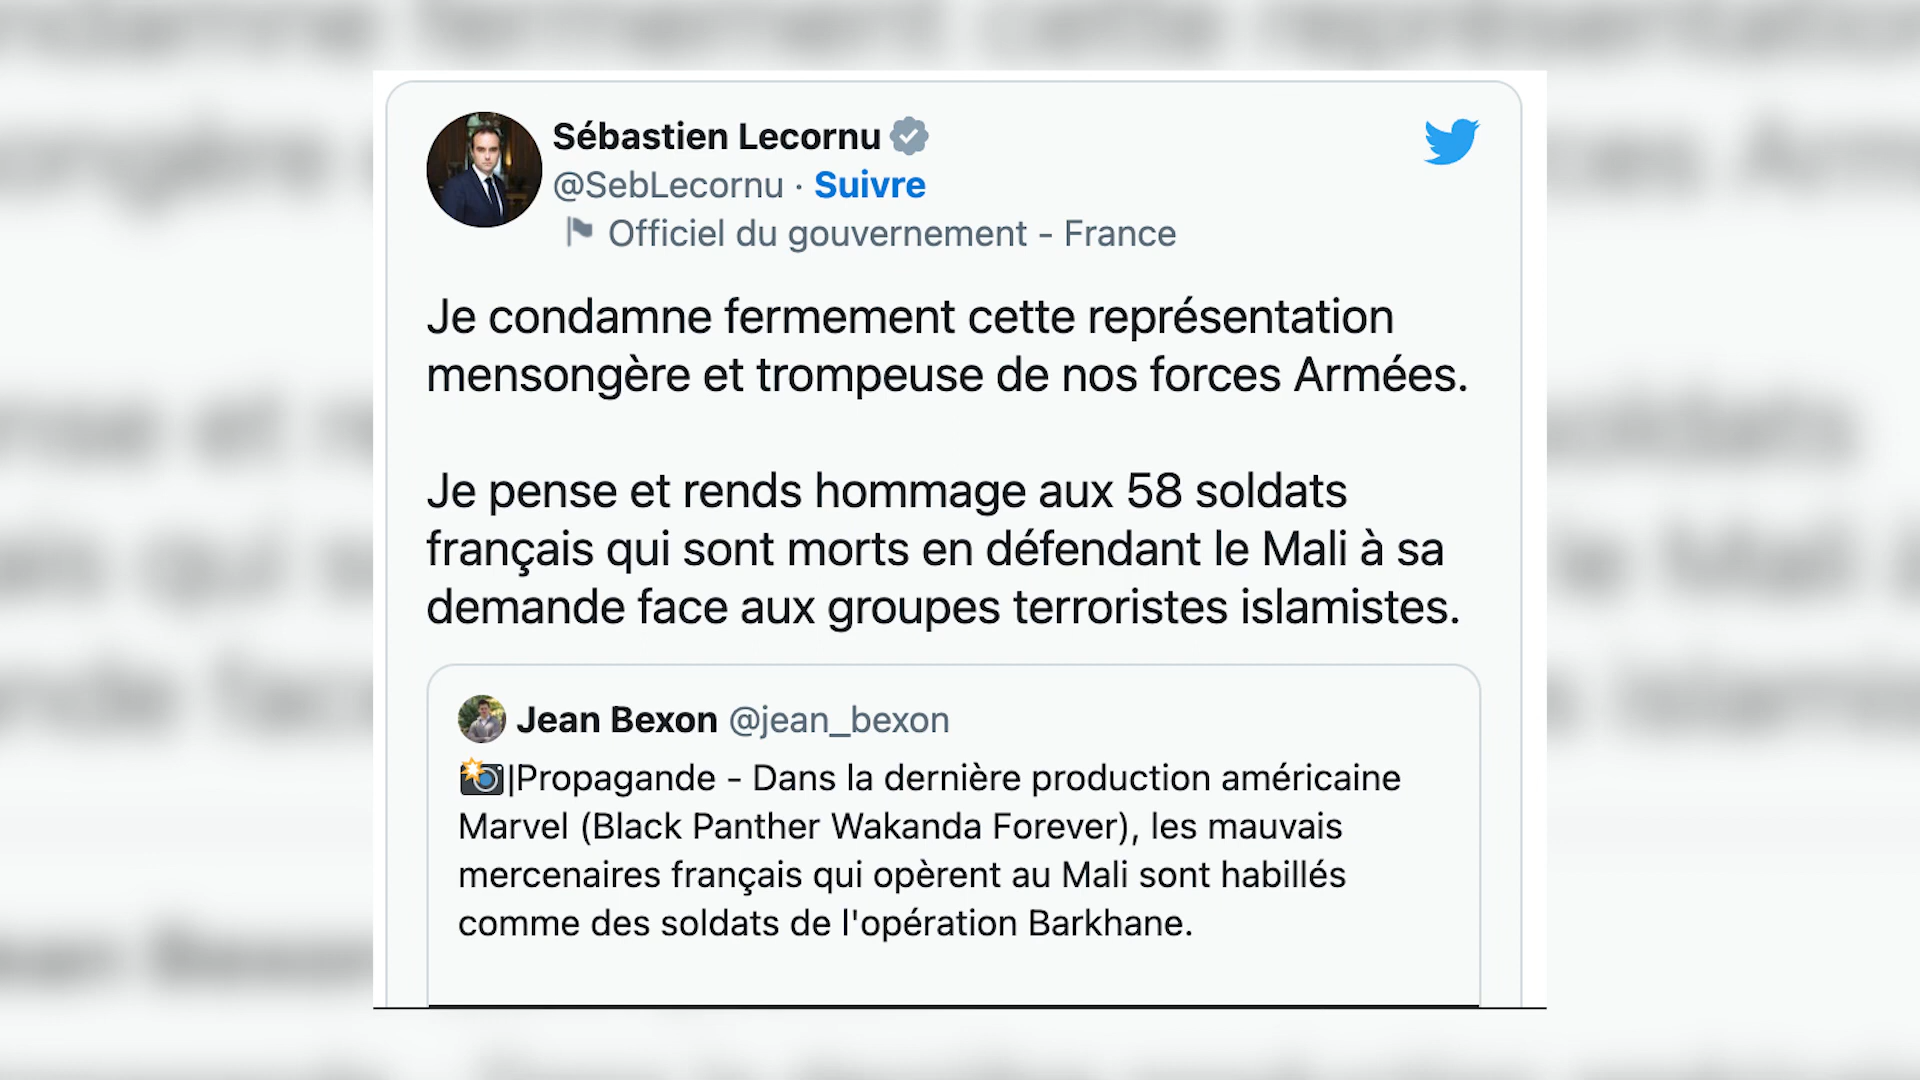 Sébastien Lecornu
@SebLecornu · Suivre
Officiel du gouvernement - France
Je condamne fermement cette représentation
mensongère et trompeuse de nos forces Armées.
Je pense et rends hommage aux 58 soldats
français qui sont morts en défendant le Mali à sa
demande face aux groupes terroristes islamistes.
Jean Bexon @jean_bexon
📸|Propagande - Dans la dernière production américaine
Marvel (Black Panther Wakanda Forever), les mauvais
mercenaires français qui opèrent au Mali sont habillés
comme des soldats de l'opération Barkhane.